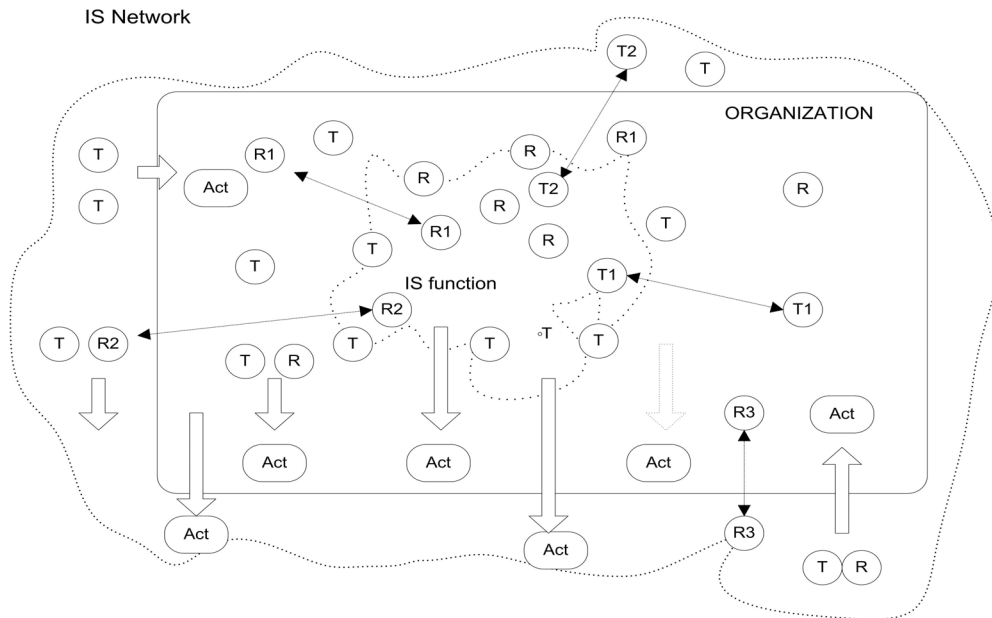 IS Network
T2
T
ORGANIZATION
T
R1
R1
R
T
R
Act
T2
R
T
R
T
R1
R
T
T
IS function
T1
R2
T1
T
R2
T
T
°T
T
T
R
R3
Act
Act
Act
Act
Act
R3
Act
T
R